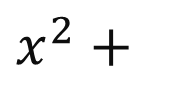 x² +